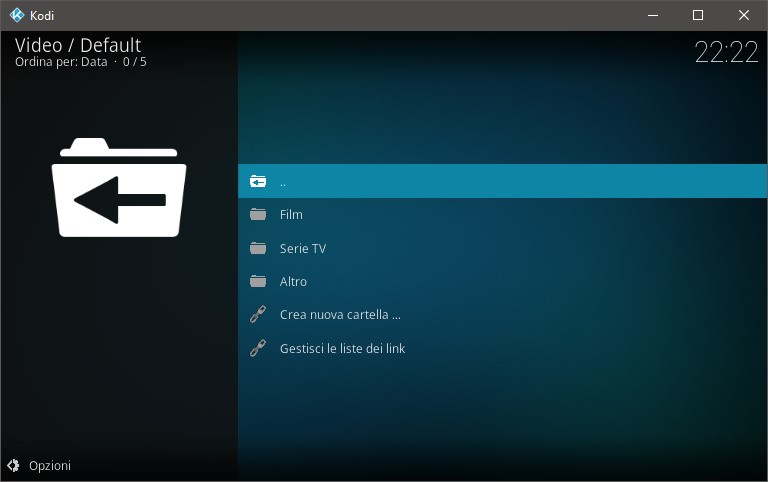 Kodi
Video / Default
Ordina per: Data · 0 / 5
22:22
..
Film
Serie TV
Altro
Crea nuova cartella ...
Gestisci le liste dei link
Opzioni